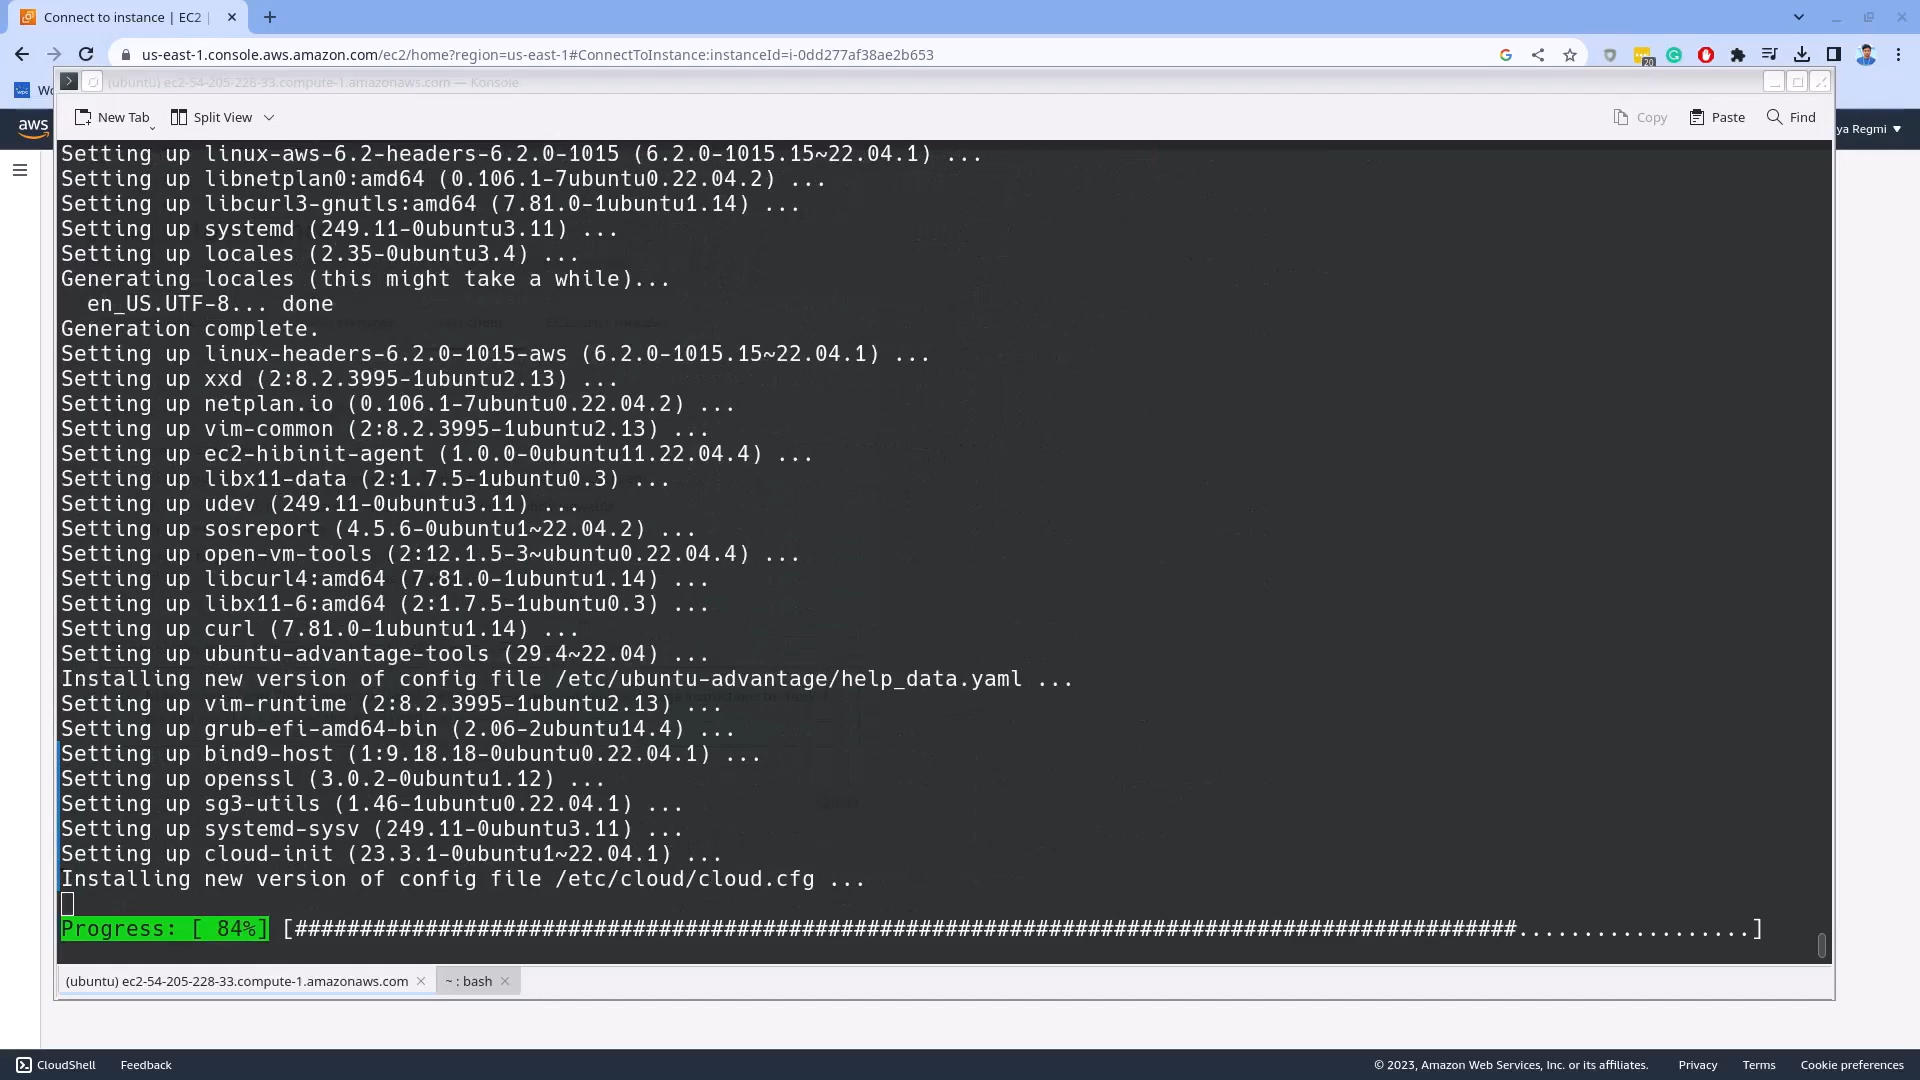 Connect to instance | EC2
us-east-1.console.aws.amazon.com/ec2/home?region=us-east-1#ConnectToInstance:instanceId=i-0dd277af38ae2b653
20
(ubuntu) ec2-54-205-228-33.compute-1.amazonaws.com — Konsole
New Tab
Split View
Copy
Paste
Find
aws
ya Regmi
Setting up linux-aws-6.2-headers-6.2.0-1015 (6.2.0-1015.15~22.04.1) ...
Setting up libnetplan0:amd64 (0.106.1-7ubuntu0.22.04.2) ...
Setting up libcurl3-gnutls:amd64 (7.81.0-1ubuntu1.14) ...
Setting up systemd (249.11-0ubuntu3.11) ...
Setting up locales (2.35-0ubuntu3.4) ...
Generating locales (this might take a while)...
  en_US.UTF-8... done
Generation complete.
Setting up linux-headers-6.2.0-1015-aws (6.2.0-1015.15~22.04.1) ...
Setting up xxd (2:8.2.3995-1ubuntu2.13) ...
Setting up netplan.io (0.106.1-7ubuntu0.22.04.2) ...
Setting up vim-common (2:8.2.3995-1ubuntu2.13) ...
Setting up ec2-hibinit-agent (1.0.0-0ubuntu11.22.04.4) ...
Setting up libx11-data (2:1.7.5-1ubuntu0.3) ...
Setting up udev (249.11-0ubuntu3.11) ...
Setting up sosreport (4.5.6-0ubuntu1~22.04.2) ...
Setting up open-vm-tools (2:12.1.5-3~ubuntu0.22.04.4) ...
Setting up libcurl4:amd64 (7.81.0-1ubuntu1.14) ...
Setting up libx11-6:amd64 (2:1.7.5-1ubuntu0.3) ...
Setting up curl (7.81.0-1ubuntu1.14) ...
Setting up ubuntu-advantage-tools (29.4~22.04) ...
Installing new version of config file /etc/ubuntu-advantage/help_data.yaml ...
Setting up vim-runtime (2:8.2.3995-1ubuntu2.13) ...
Setting up grub-efi-amd64-bin (2.06-2ubuntu14.4) ...
Setting up bind9-host (1:9.18.18-0ubuntu0.22.04.1) ...
Setting up openssl (3.0.2-0ubuntu1.12) ...
Setting up sg3-utils (1.46-1ubuntu0.22.04.1) ...
Setting up systemd-sysv (249.11-0ubuntu3.11) ...
Setting up cloud-init (23.3.1-0ubuntu1~22.04.1) ...
Installing new version of config file /etc/cloud/cloud.cfg ...
Progress: [ 84%] [##############################################################################################..................]
(ubuntu) ec2-54-205-228-33.compute-1.amazonaws.com
~ : bash
CloudShell
Feedback
© 2023, Amazon Web Services, Inc. or its affiliates.
Privacy
Terms
Cookie preferences